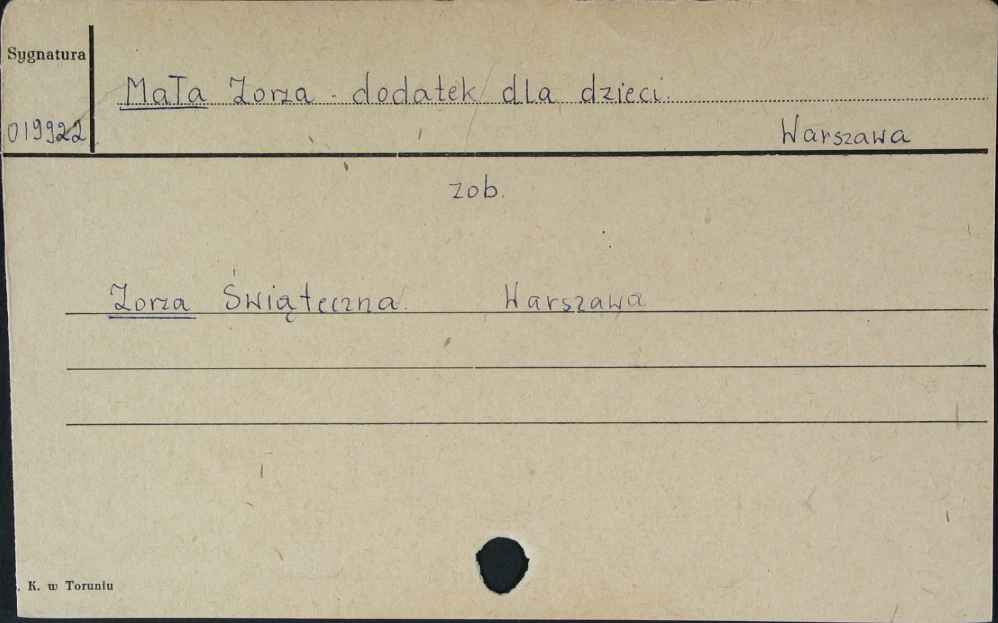 Sygnatura
Mała Zorza - dodatek dla dzieci.
019922
Warszawa
zob.
Zorza Świąteczna. Warszawa
. K. w Toruniu